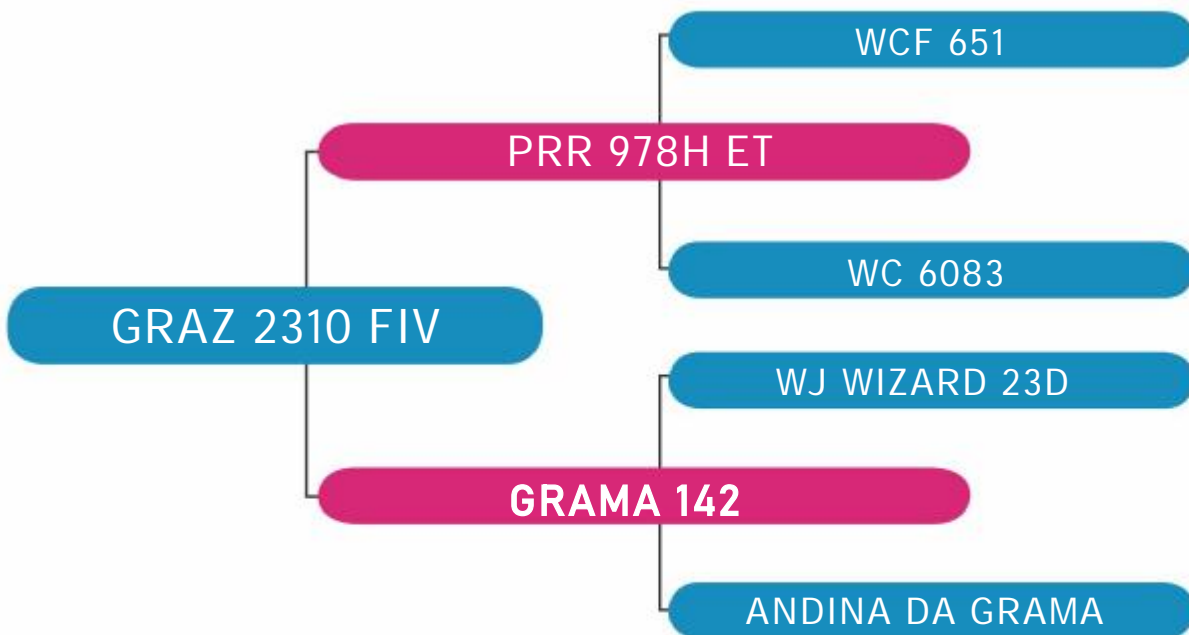 WCF 651
PRR 978H ET
WC 6083
GRAZ 2310 FIV
WJ WIZARD 23D
GRAMA 142
ANDINA DA GRAMA